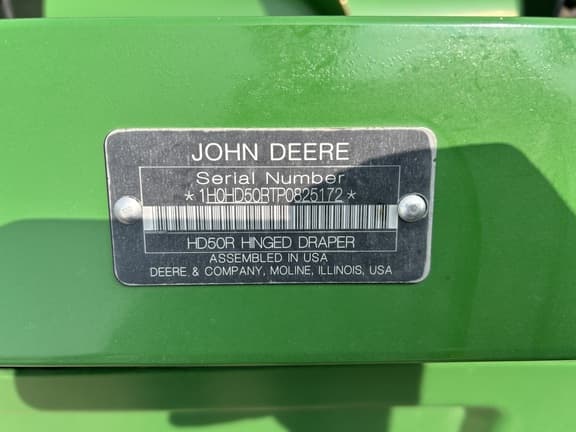 JOHN DEERE
Serial Number
*1H0HD50RTP0825172*
HD50R HINGED DRAPER
ASSEMBLED IN USA
DEERE & COMPANY, MOLINE, ILLINOIS, USA